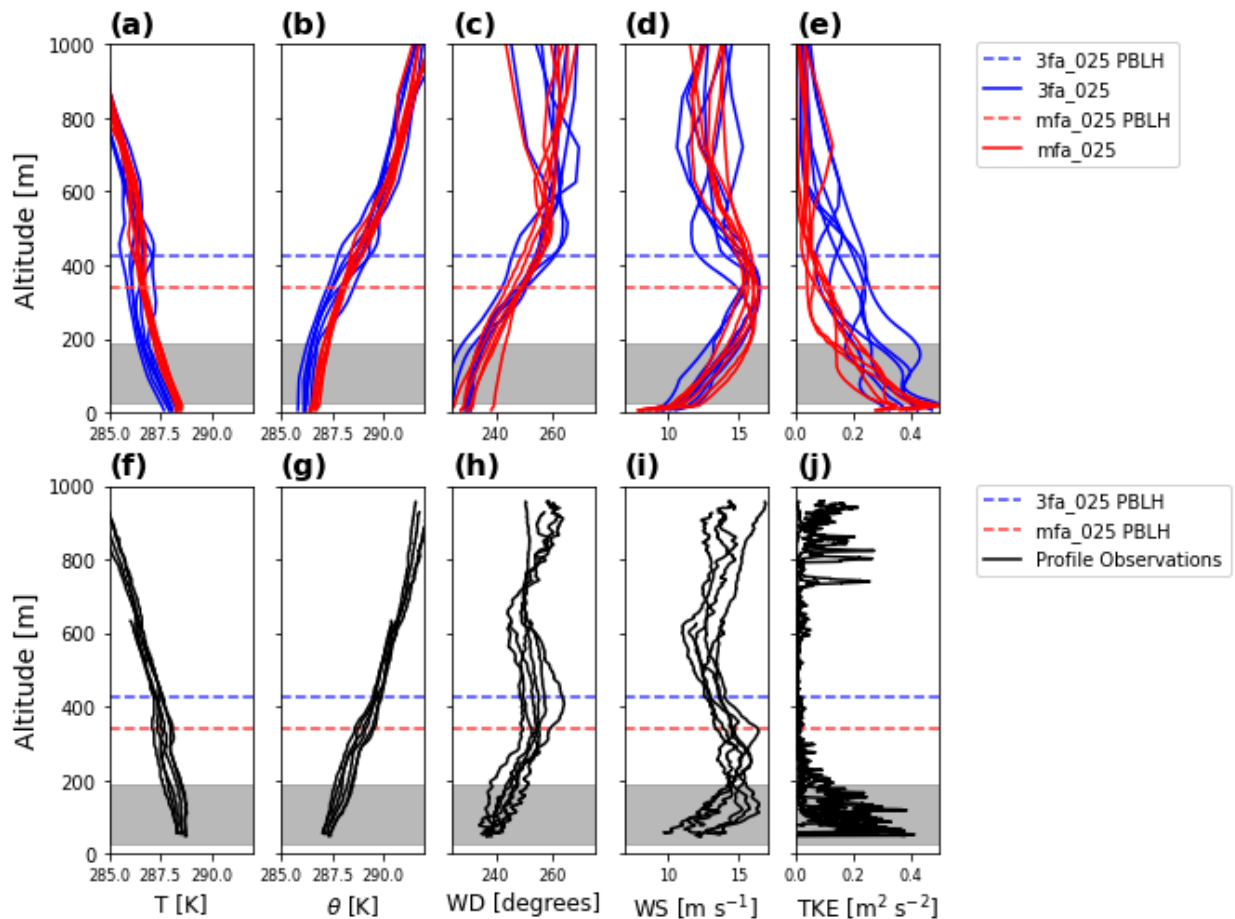 (a) (b) (c) (d) (e)
1000
800
600
400
200
0
Altitude [m]
285.0 287.5 290.0 285.0 287.5 290.0 240 260 10 15 0.0 0.2 0.4
3fa_025 PBLH
3fa_025
mfa_025 PBLH
mfa_025
(f) (g) (h) (i) (j)
1000
800
600
400
200
0
Altitude [m]
285.0 287.5 290.0 285.0 287.5 290.0 240 260 10 15 0.0 0.2 0.4
T [K] θ [K] WD [degrees] WS [m s⁻¹] TKE [m² s⁻²]
3fa_025 PBLH
mfa_025 PBLH
Profile Observations